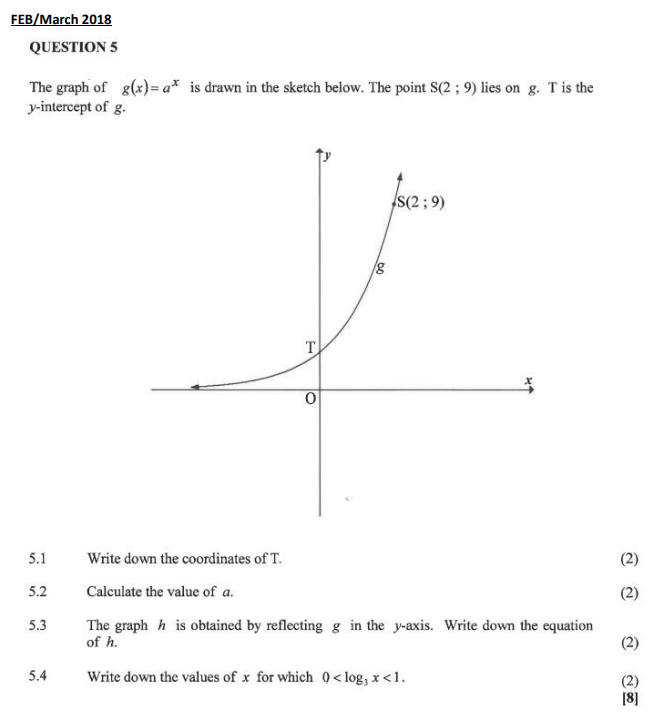 FEB/March 2018
QUESTION 5
The graph of g(x) = aˣ is drawn in the sketch below. The point S(2 ; 9) lies on g. T is the
y-intercept of g.
y
S(2 ; 9)
g
T
x
O
5.1 Write down the coordinates of T. (2)
5.2 Calculate the value of a. (2)
5.3 The graph h is obtained by reflecting g in the y-axis. Write down the equation
of h. (2)
5.4 Write down the values of x for which 0 < log₃ x < 1. (2)
[8]